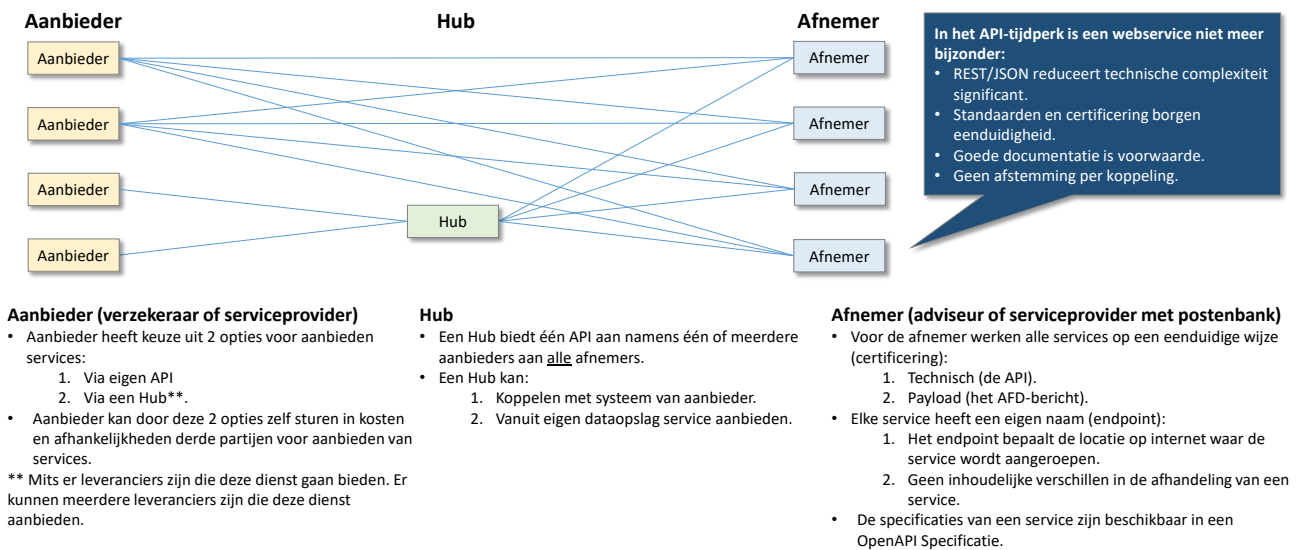 Aanbieder
Hub
Afnemer
Aanbieder
Aanbieder
Aanbieder
Aanbieder
Hub
Afnemer
Afnemer
Afnemer
Afnemer
In het API-tijdperk is een webservice niet meer
bijzonder:
• REST/JSON reduceert technische complexiteit
significant.
• Standaarden en certificering borgen
eenduidigheid.
• Goede documentatie is voorwaarde.
• Geen afstemming per koppeling.
Aanbieder (verzekeraar of serviceprovider)
• Aanbieder heeft keuze uit 2 opties voor aanbieden
services:
1. Via eigen API
2. Via een Hub**.
• Aanbieder kan door deze 2 opties zelf sturen in kosten
en afhankelijkheden derde partijen voor aanbieden van
services.
** Mits er leveranciers zijn die deze dienst gaan bieden. Er
kunnen meerdere leveranciers zijn die deze dienst
aanbieden.
Hub
• Een Hub biedt één API aan namens één of meerdere
aanbieders aan alle afnemers.
• Een Hub kan:
1. Koppelen met systeem van aanbieder.
2. Vanuit eigen dataopslag service aanbieden.
Afnemer (adviseur of serviceprovider met postenbank)
• Voor de afnemer werken alle services op een eenduidige wijze
(certificering):
1. Technisch (de API).
2. Payload (het AFD-bericht).
• Elke service heeft een eigen naam (endpoint):
1. Het endpoint bepaalt de locatie op internet waar de
service wordt aangeroepen.
2. Geen inhoudelijke verschillen in de afhandeling van een
service.
• De specificaties van een service zijn beschikbaar in een
OpenAPI Specificatie.